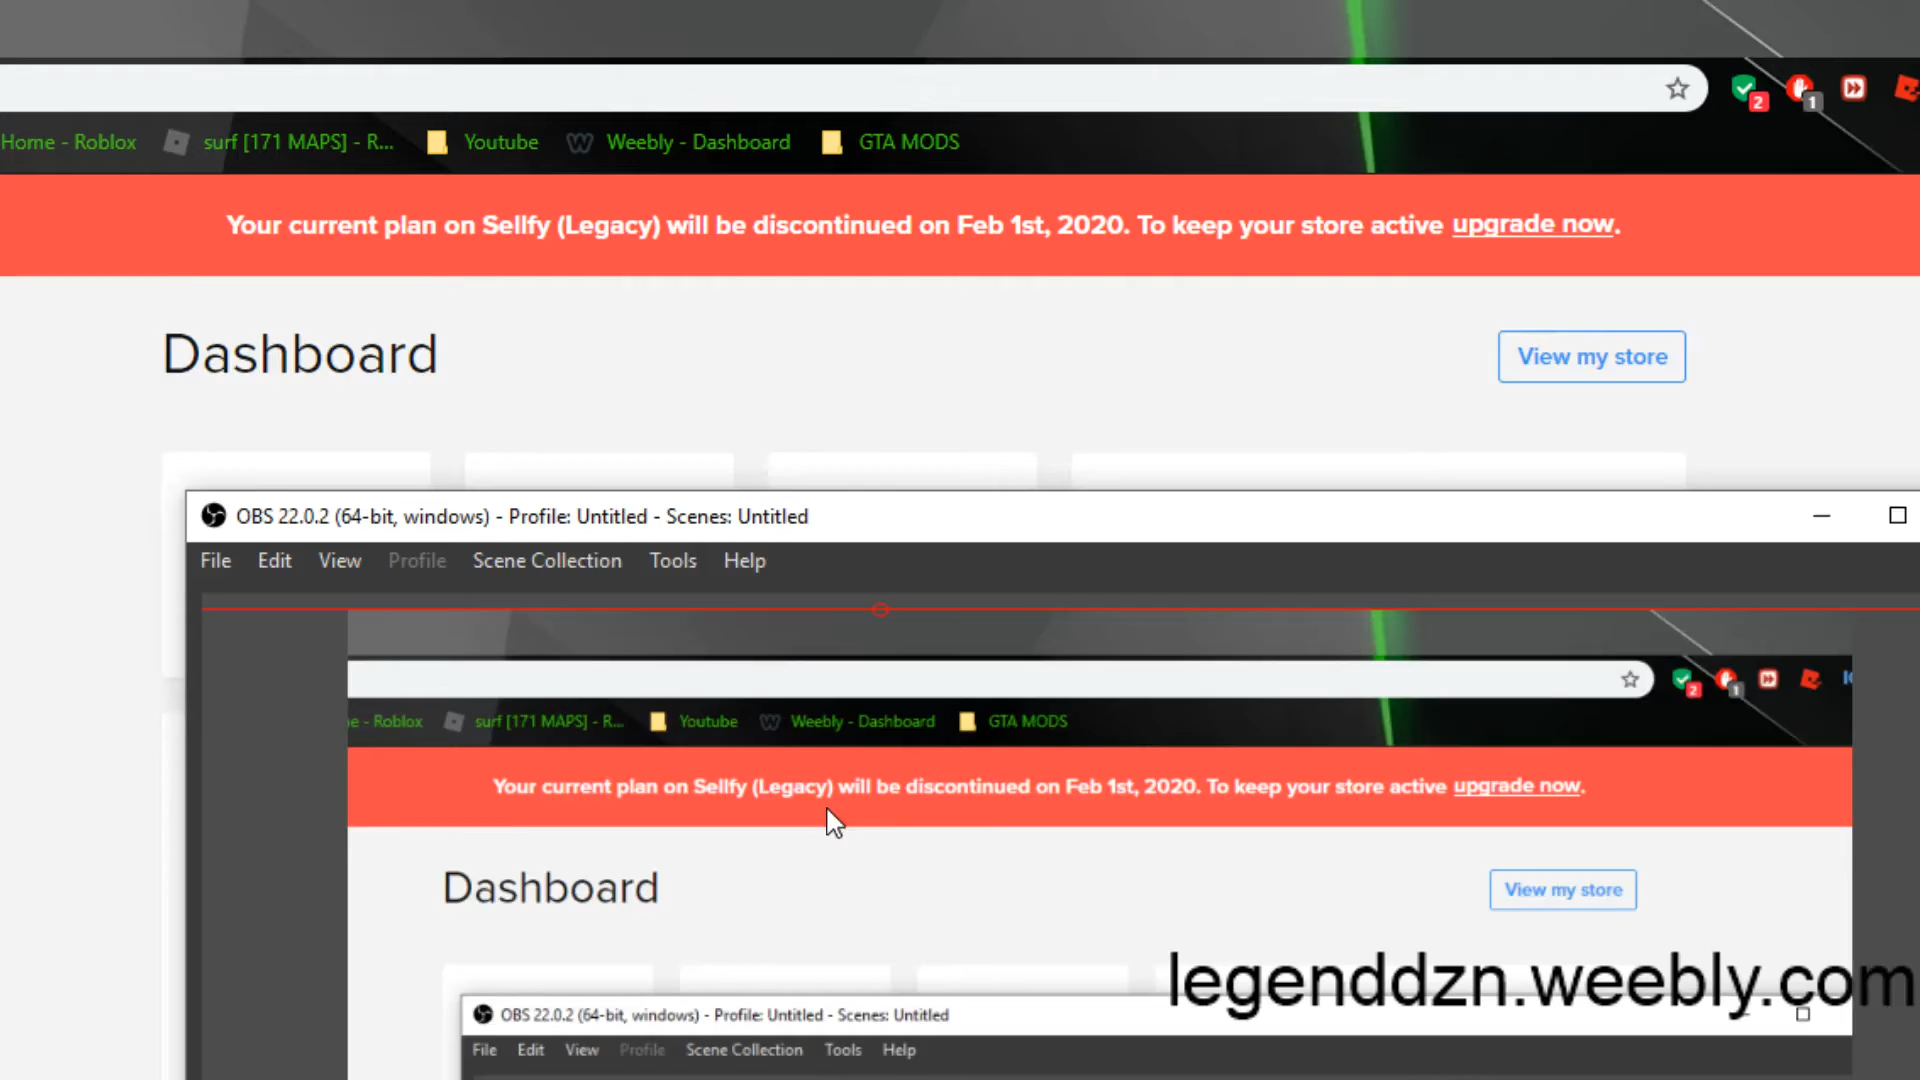 Home - Roblox surf [171 MAPS] - R... Youtube Weebly - Dashboard GTA MODS
2 1
Your current plan on Sellfy (Legacy) will be discontinued on Feb 1st, 2020. To keep your store active upgrade now.
Dashboard
View my store
OBS 22.0.2 (64-bit, windows) - Profile: Untitled - Scenes: Untitled
File Edit View Profile Scene Collection Tools Help
2 1
e - Roblox surf [171 MAPS] - R... Youtube Weebly - Dashboard GTA MODS
Your current plan on Sellfy (Legacy) will be discontinued on Feb 1st, 2020. To keep your store active upgrade now.
Dashboard
View my store
legenddzn.weebly.com
OBS 22.0.2 (64-bit, windows) - Profile: Untitled - Scenes: Untitled
File Edit View Profile Scene Collection Tools Help